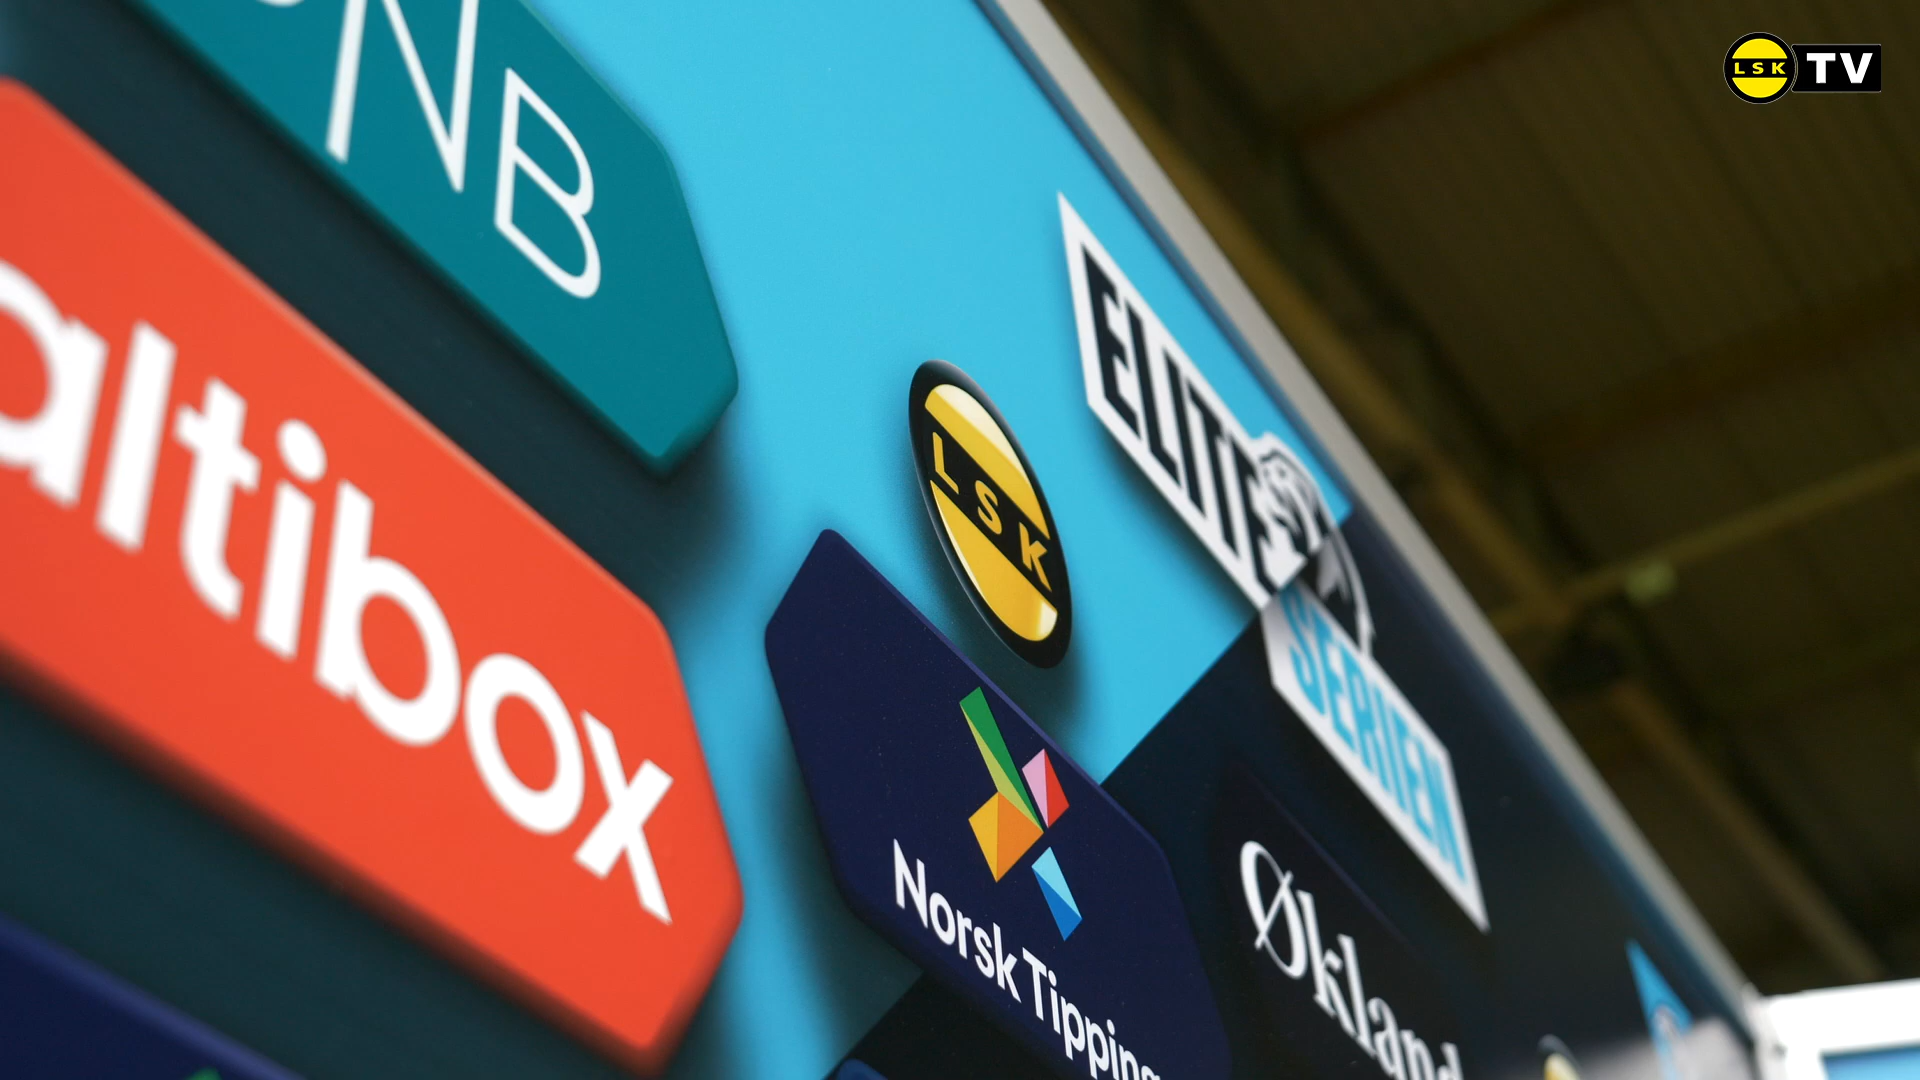 NB
LSK TV
altibox
ELITE
SERIEN
LSK
Norsk Tipping
Økland